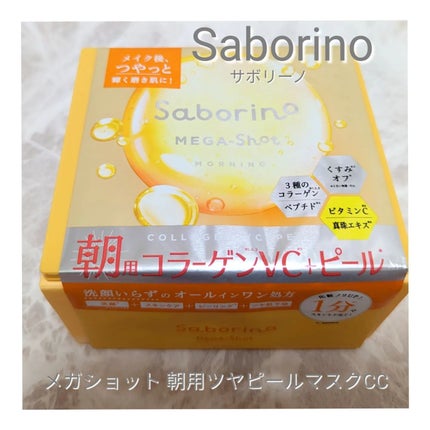 Saborino
サボリーノ
メイク後、
つやっと
輝く磨き肌に!
Saborino
MEGA-Shot
MORNING
くすみ
オフ
3種の
コラーゲン
ペプチド
ビタミンC
真珠エキス
朝用コラーゲンVC+ピール
洗顔いらずのオールインワン処方
1分で
Saborino
MEGA-Shot
メガショット 朝用ツヤピールマスクCC